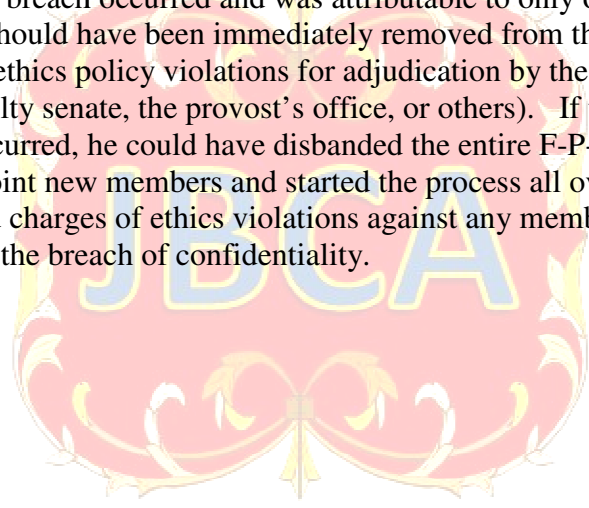 breach occurred and was attributable to only
hould have been immediately removed from th
ethics policy violations for adjudication by the
lty senate, the provost's office, or others). If
curred, he could have disbanded the entire F-P-
oint new members and started the process all ov
charges of ethics violations against any memb
the breach of confidentiality.
JBCA